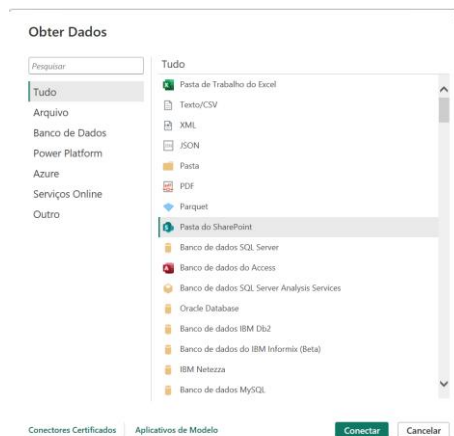 Obter Dados
Pesquisar
Tudo
Arquivo
Banco de Dados
Power Platform
Azure
Serviços Online
Outro
Tudo
Pasta de Trabalho do Excel
Texto/CSV
XML
JSON
Pasta
PDF
Parquet
Pasta do SharePoint
Banco de dados SQL Server
Banco de dados do Access
Banco de dados SQL Server Analysis Services
Oracle Database
Banco de dados IBM Db2
Banco de dados do IBM Informix (Beta)
IBM Netezza
Banco de dados MySQL
Conectores Certificados Aplicativos de Modelo Conectar Cancelar